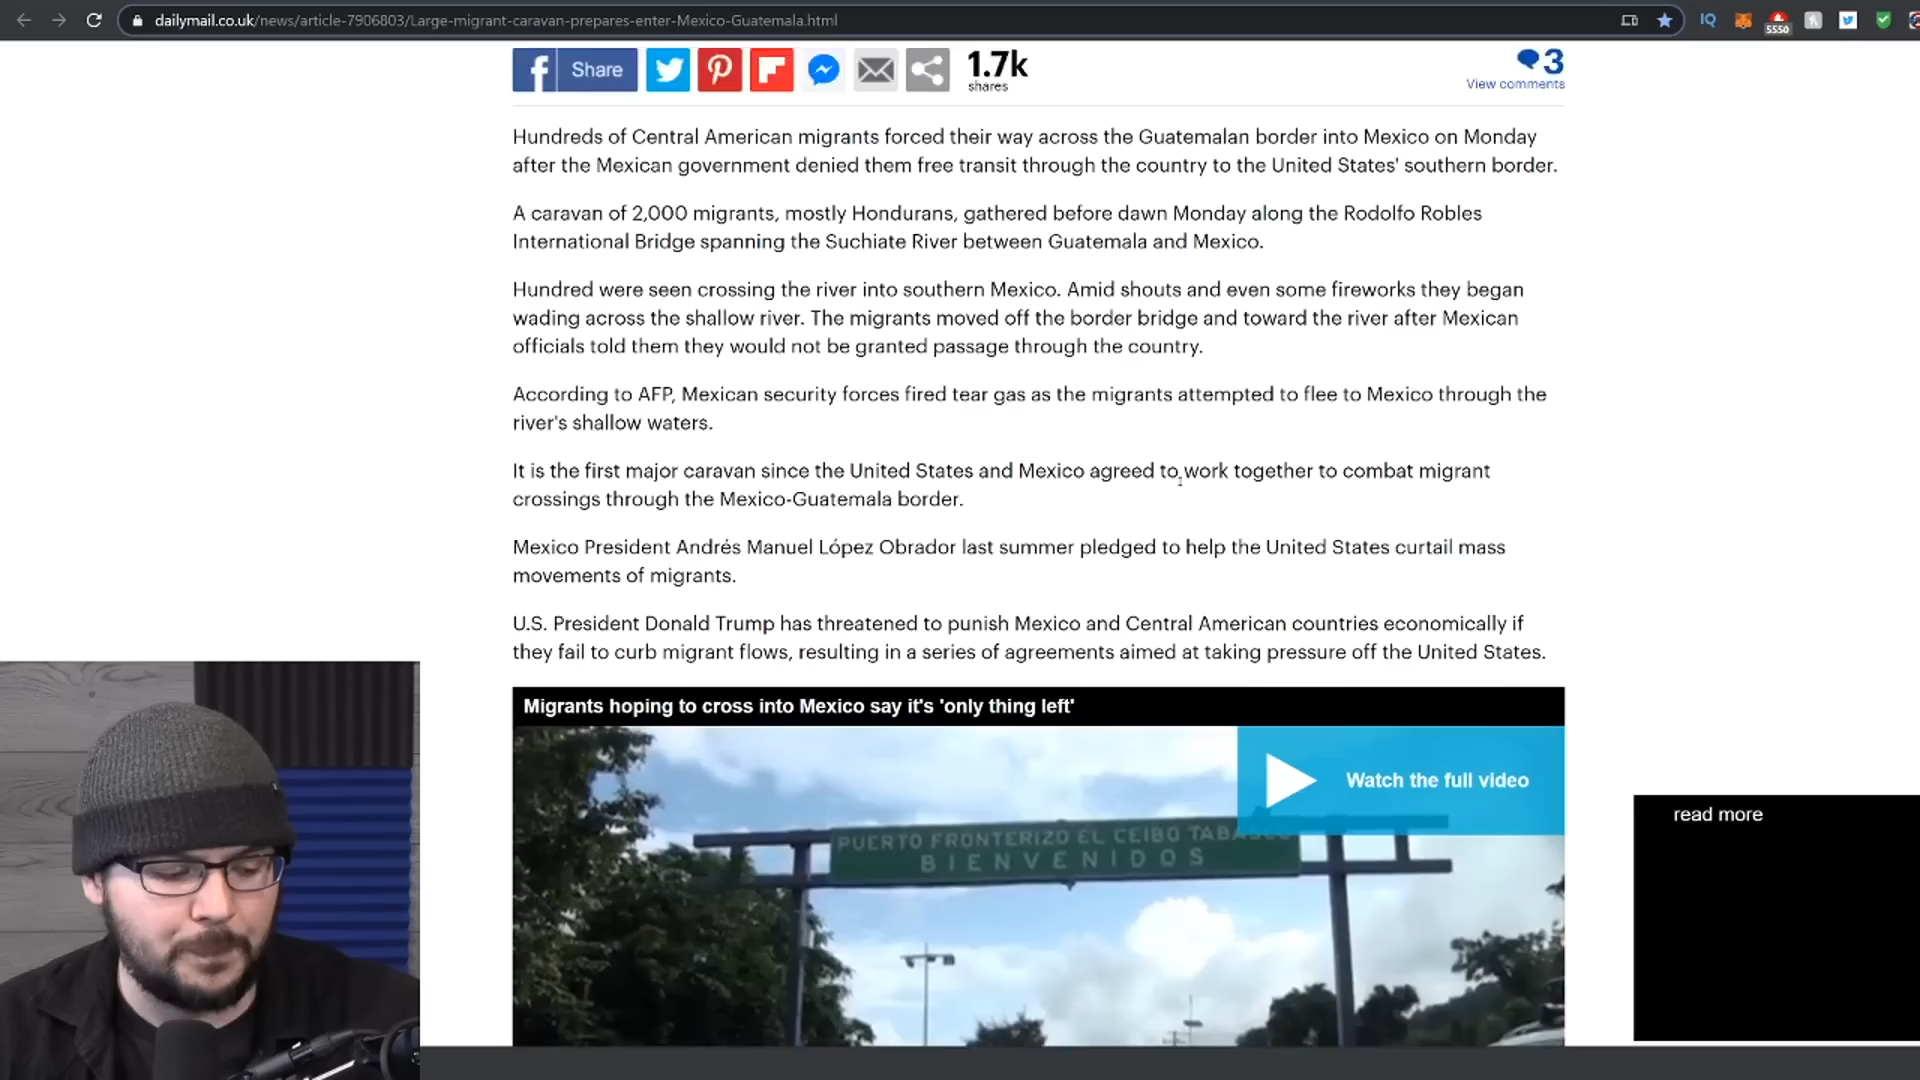 dailymail.co.uk/news/article-7906803/Large-migrant-caravan-prepares-enter-Mexico-Guatemala.html
IQ
5550
Share
1.7k
shares
3
View comments
Hundreds of Central American migrants forced their way across the Guatemalan border into Mexico on Monday
after the Mexican government denied them free transit through the country to the United States' southern border.
A caravan of 2,000 migrants, mostly Hondurans, gathered before dawn Monday along the Rodolfo Robles
International Bridge spanning the Suchiate River between Guatemala and Mexico.
Hundred were seen crossing the river into southern Mexico. Amid shouts and even some fireworks they began
wading across the shallow river. The migrants moved off the border bridge and toward the river after Mexican
officials told them they would not be granted passage through the country.
According to AFP, Mexican security forces fired tear gas as the migrants attempted to flee to Mexico through the
river's shallow waters.
It is the first major caravan since the United States and Mexico agreed to work together to combat migrant
crossings through the Mexico-Guatemala border.
Mexico President Andrés Manuel López Obrador last summer pledged to help the United States curtail mass
movements of migrants.
U.S. President Donald Trump has threatened to punish Mexico and Central American countries economically if
they fail to curb migrant flows, resulting in a series of agreements aimed at taking pressure off the United States.
Migrants hoping to cross into Mexico say it's 'only thing left'
Watch the full video
PUERTO FRONTERIZO EL CEIBO
BIENVENIDOS
read more